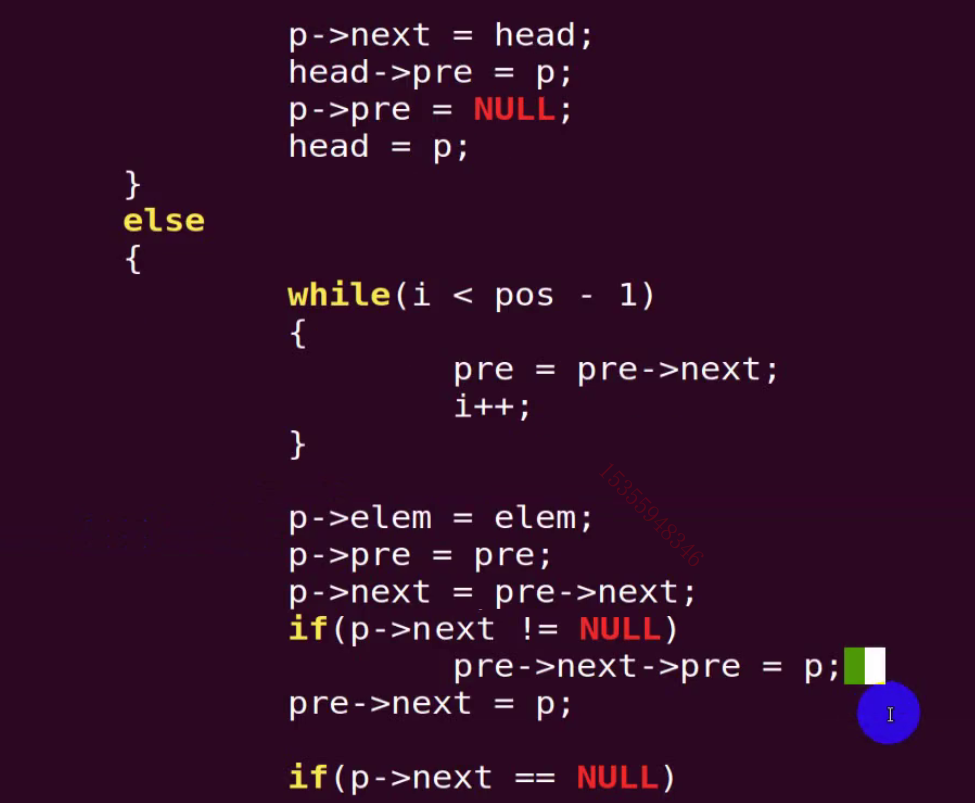 p->next = head;
head->pre = p;
p->pre = NULL;
head = p;
}
else
{
while(i < pos - 1)
{
pre = pre->next;
i++;
}
15355948346
p->elem = elem;
p->pre = pre;
p->next = pre->next;
if(p->next != NULL)
pre->next->pre = p;
pre->next = p;
if(p->next == NULL)